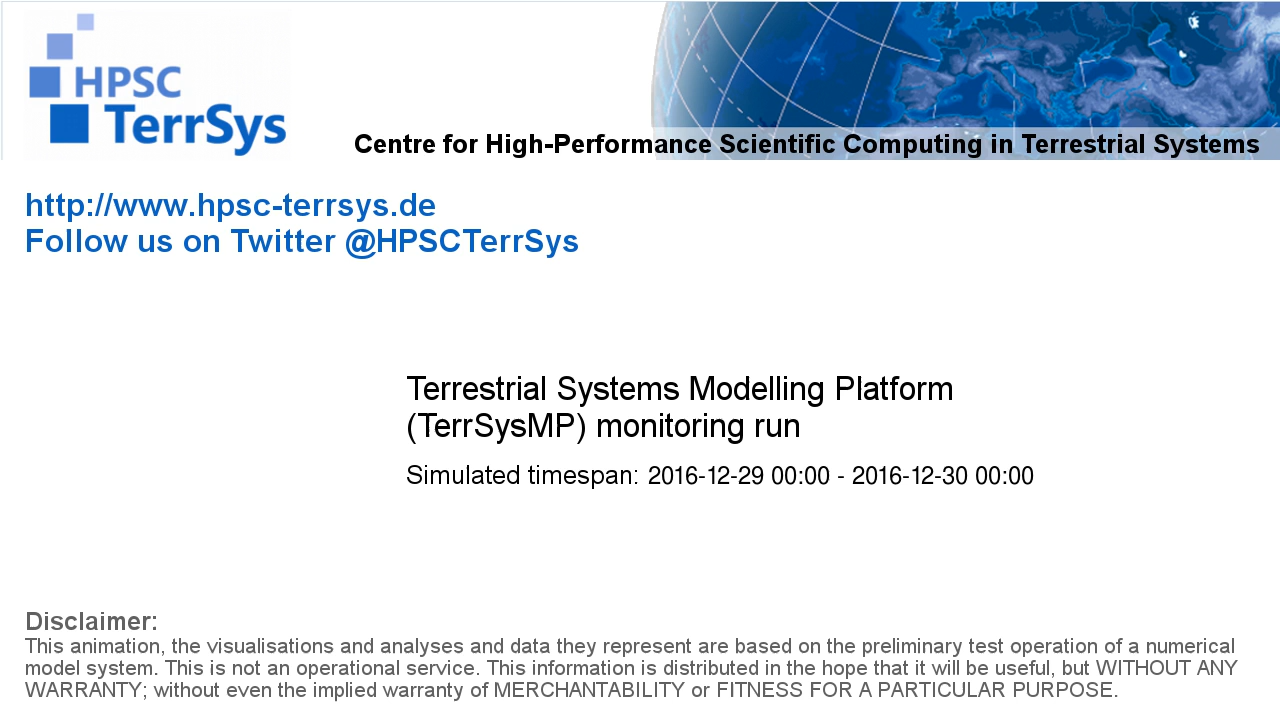 HPSC
TerrSys
Centre for High-Performance Scientific Computing in Terrestrial Systems
http://www.hpsc-terrsys.de
Follow us on Twitter @HPSCTerrSys
Terrestrial Systems Modelling Platform
(TerrSysMP) monitoring run
Simulated timespan: 2016-12-29 00:00 - 2016-12-30 00:00
Disclaimer:
This animation, the visualisations and analyses and data they represent are based on the preliminary test operation of a numerical
model system. This is not an operational service. This information is distributed in the hope that it will be useful, but WITHOUT ANY
WARRANTY; without even the implied warranty of MERCHANTABILITY or FITNESS FOR A PARTICULAR PURPOSE.